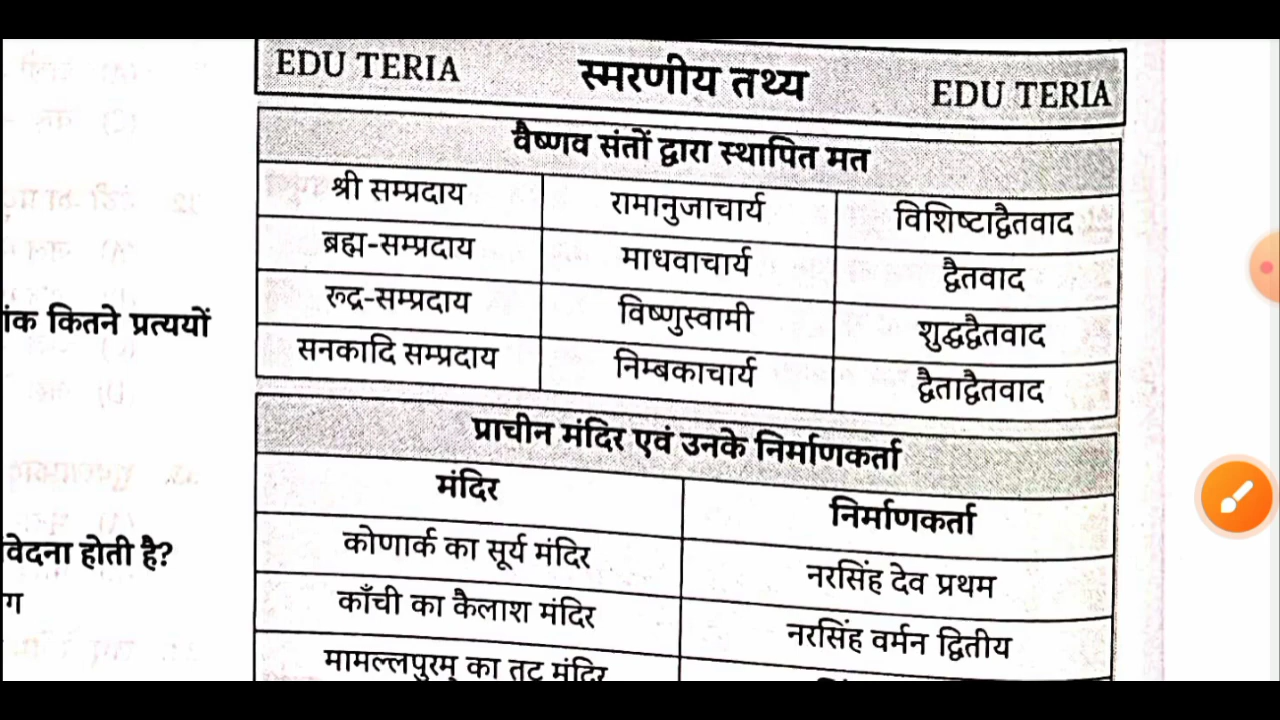 EDU TERIA स्मरणीय तथ्य EDU TERIA
वैष्णव संतों द्वारा स्थापित मत
श्री सम्प्रदाय रामानुजाचार्य विशिष्टाद्वैतवाद
ब्रह्म-सम्प्रदाय माधवाचार्य द्वैतवाद
रूद्र-सम्प्रदाय विष्णुस्वामी शुद्धद्वैतवाद
सनकादि सम्प्रदाय निम्बकाचार्य द्वैताद्वैतवाद
प्राचीन मंदिर एवं उनके निर्माणकर्ता
मंदिर निर्माणकर्ता
कोणार्क का सूर्य मंदिर नरसिंह देव प्रथम
काँची का कैलाश मंदिर नरसिंह वर्मन द्वितीय
मामल्लपुरम् का तट मंदिर
कितने प्रत्ययों
होती है?